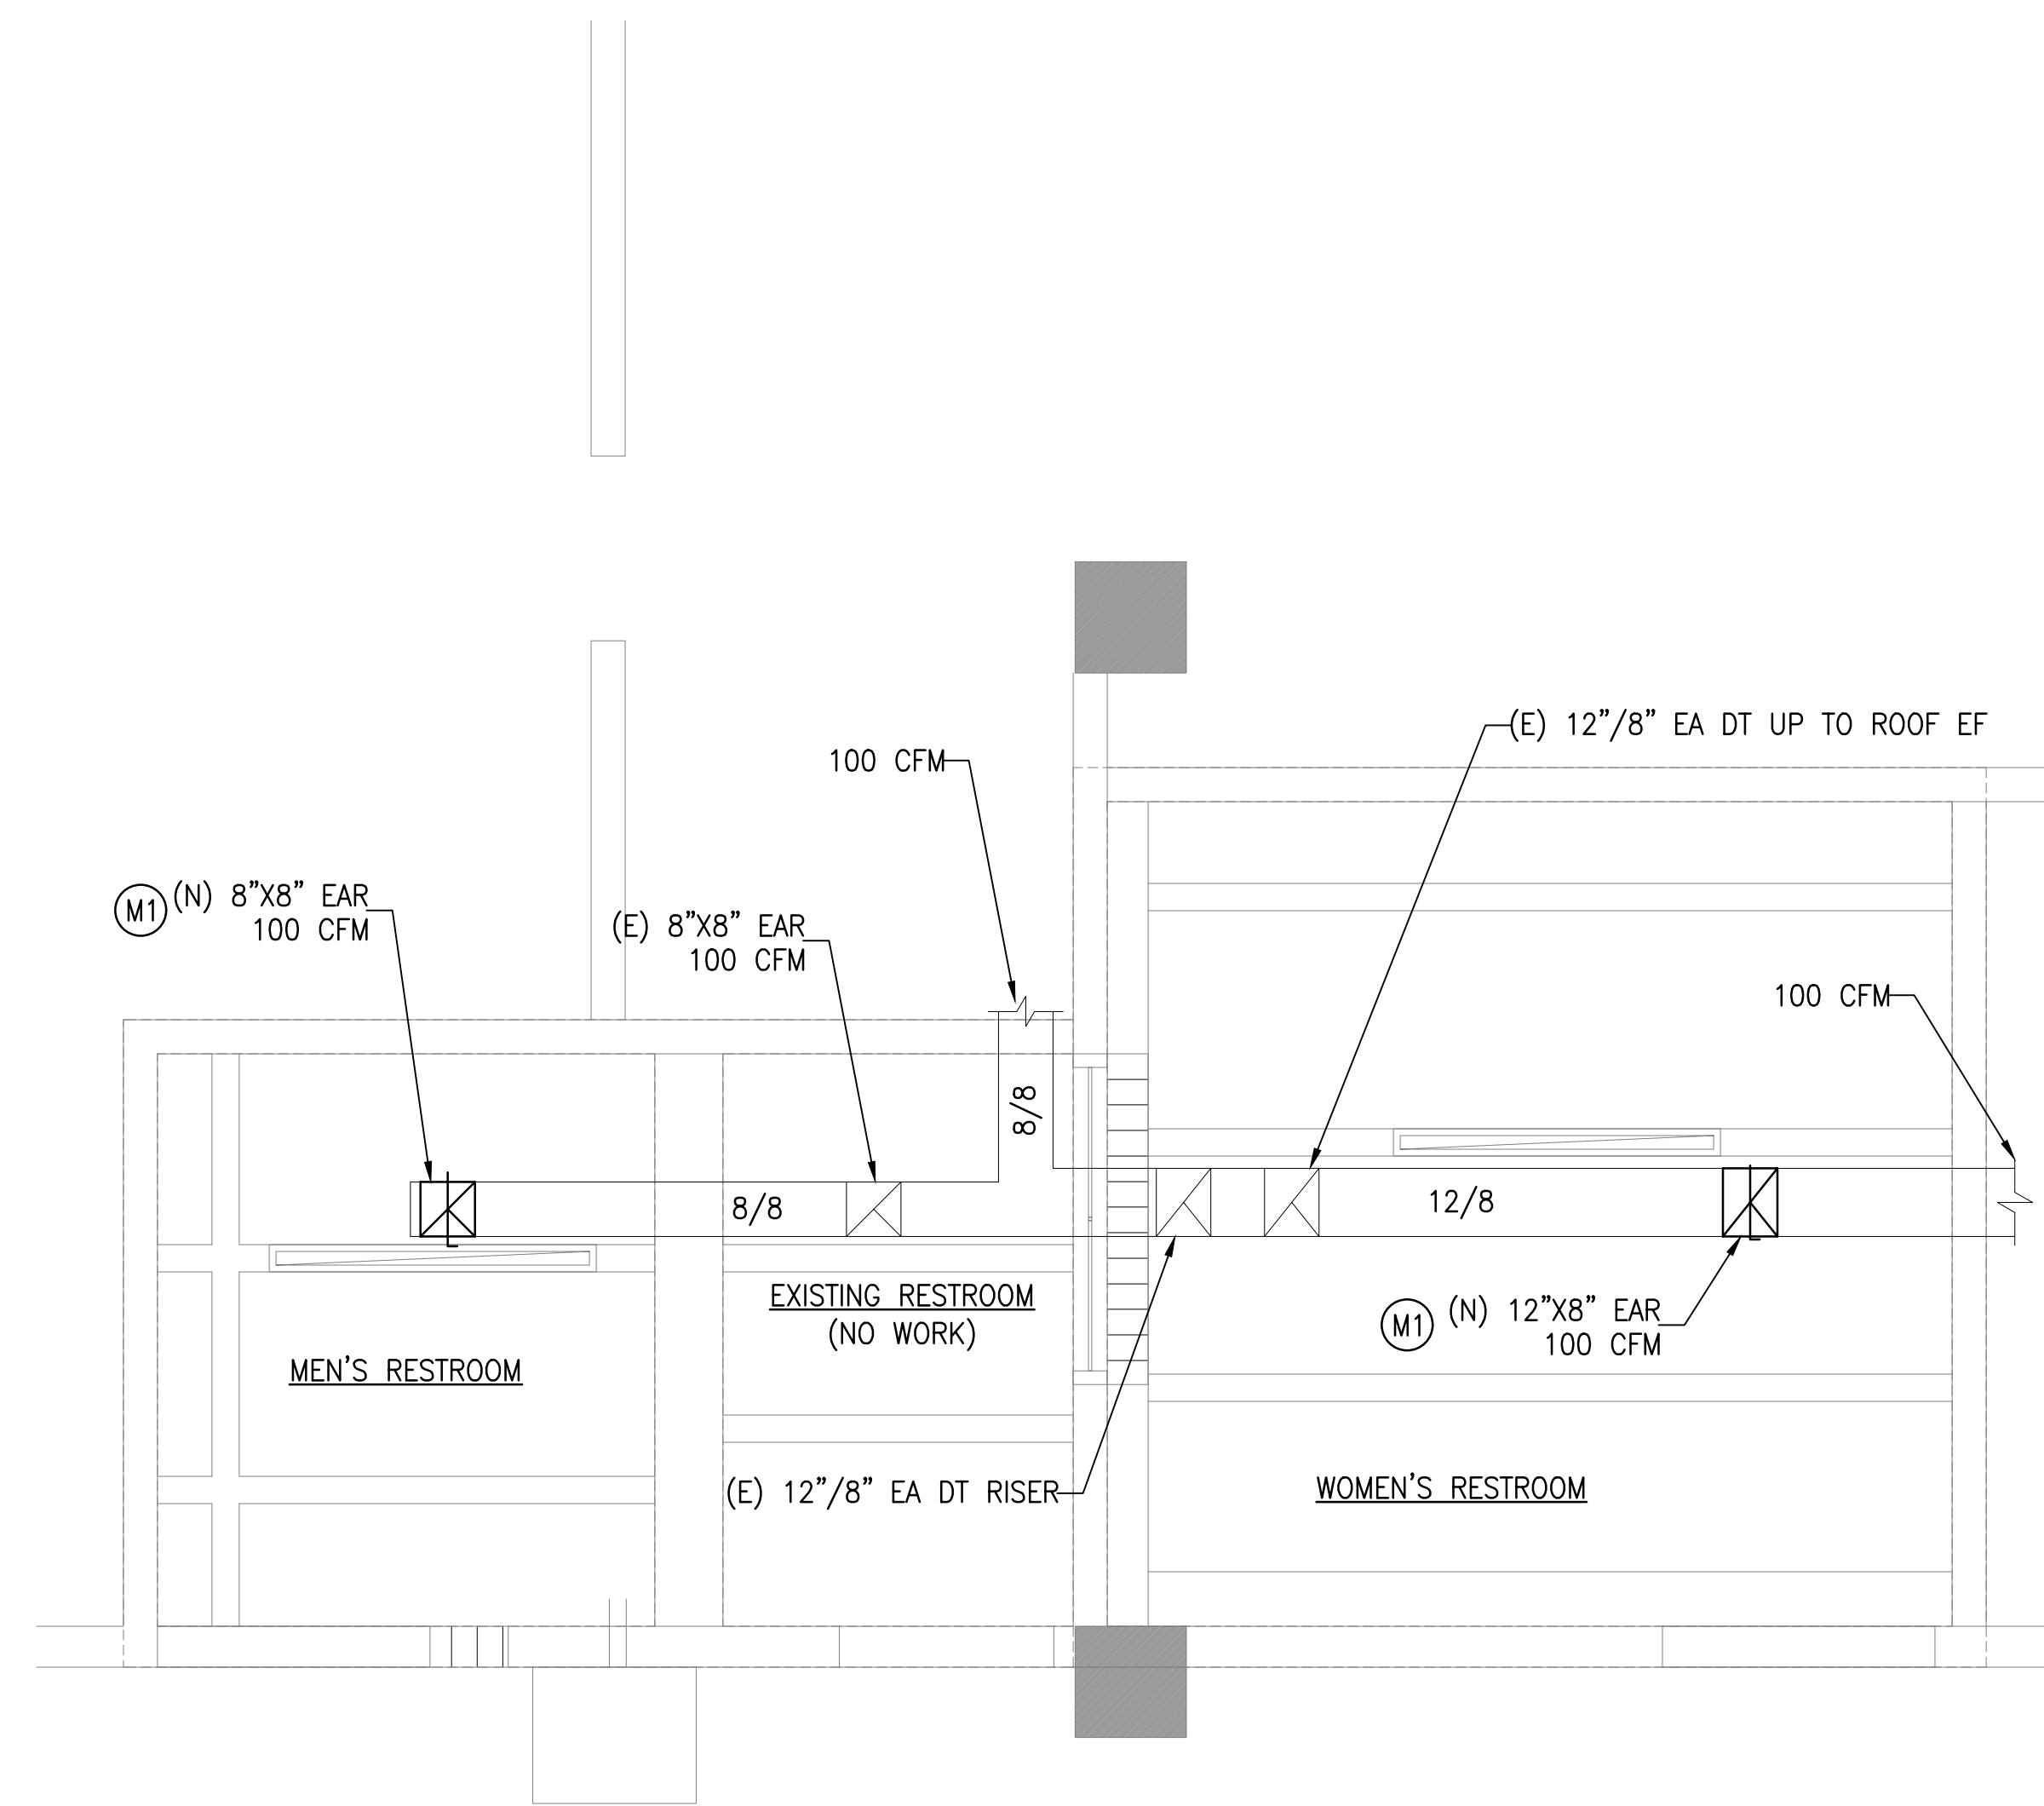 (E) 12"/8" EA DT UP TO ROOF EF
100 CFM
M1
(N) 8"X8" EAR
100 CFM
(E) 8"X8" EAR
100 CFM
100 CFM
8/8
8/8
12/8
EXISTING RESTROOM
(NO WORK)
M1
(N) 12"X8" EAR
100 CFM
MEN'S RESTROOM
(E) 12"/8" EA DT RISER
WOMEN'S RESTROOM